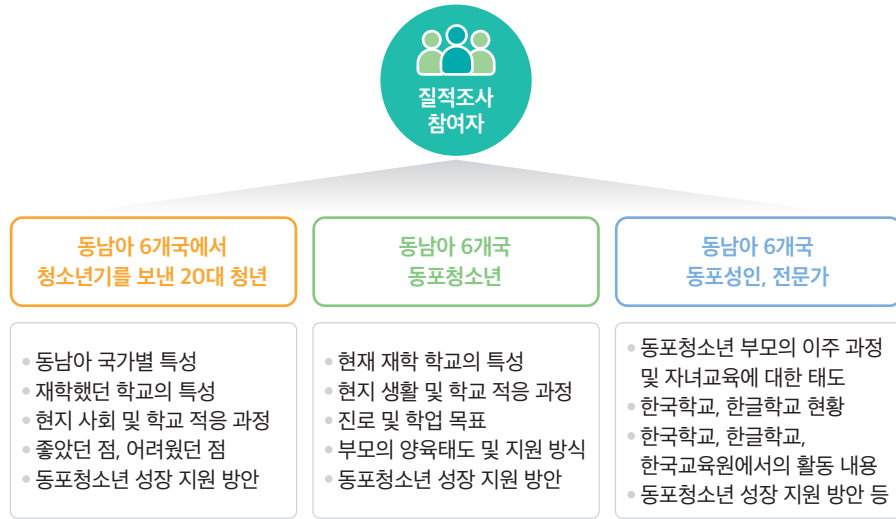 질적조사
참여자
동남아 6개국에서
청소년기를 보낸 20대 청년
• 동남아 국가별 특성
• 재학했던 학교의 특성
• 현지 사회 및 학교 적응 과정
• 좋았던 점, 어려웠던 점
• 동포청소년 성장 지원 방안
동남아 6개국
동포청소년
• 현재 재학 학교의 특성
• 현지 생활 및 학교 적응 과정
• 진로 및 학업 목표
• 부모의 양육태도 및 지원 방식
• 동포청소년 성장 지원 방안
동남아 6개국
동포성인, 전문가
• 동포청소년 부모의 이주 과정
및 자녀교육에 대한 태도
• 한국학교, 한글학교 현황
• 한국학교, 한글학교,
한국교육원에서의 활동 내용
• 동포청소년 성장 지원 방안 등